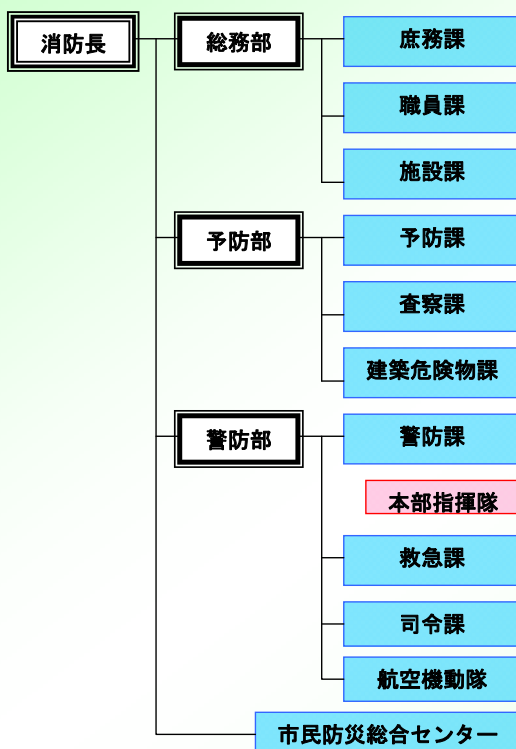 消防長
総務部
庶務課
職員課
施設課
予防部
予防課
査察課
建築危険物課
警防部
警防課
本部指揮隊
救急課
司令課
航空機動隊
市民防災総合センター